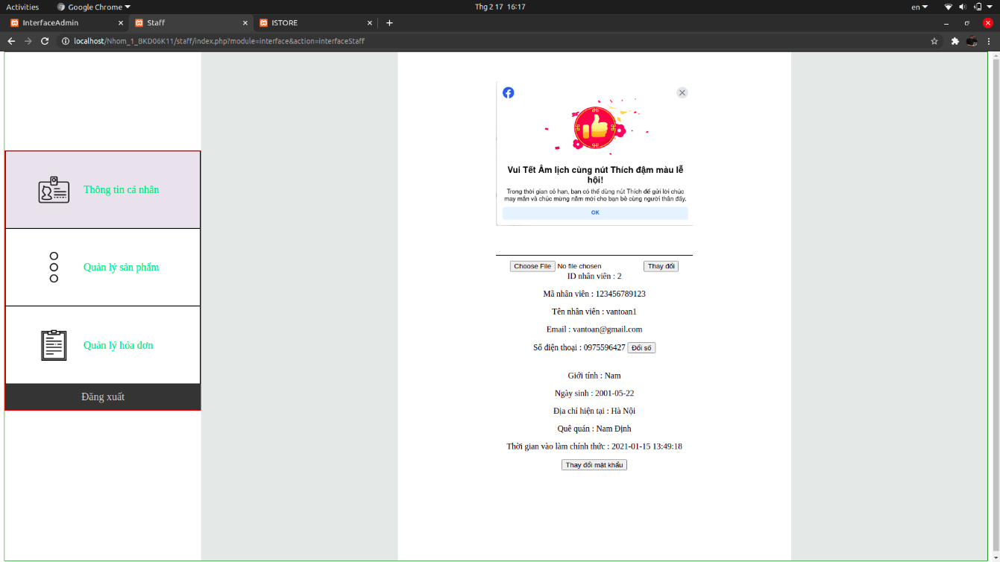 Activities Google Chrome Thg 2 17 16:17 en
InterfaceAdmin Staff ISTORE
localhost/Nhom_1_BKD06K11/staff/index.php?module=interface&action=interfaceStaff
Thông tin cá nhân
Quản lý sản phẩm
Quản lý hóa đơn
Đăng xuất
Vui Tết Âm lịch cùng nút Thích đậm màu lễ
hội!
Trong thời gian có hạn, bạn có thể dùng nút Thích để gửi lời chúc
may mắn và chúc mừng năm mới cho bạn bè cùng người thân đấy.
OK
Choose File No file chosen Thay đổi
ID nhân viên : 2
Mã nhân viên : 123456789123
Tên nhân viên : vantoan1
Email : vantoan@gmail.com
Số điện thoại : 0975596427 Đổi số
Giới tính : Nam
Ngày sinh : 2001-05-22
Địa chỉ hiện tại : Hà Nội
Quê quán : Nam Định
Thời gian vào làm chính thức : 2021-01-15 13:49:18
Thay đổi mật khẩu